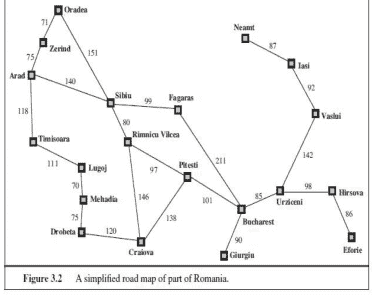 Oradea
71
Neamt
Zerind
87
151
75
Iasi
Arad
140
92
Sibiu
Fagaras
99
118
Vaslui
80
Timisoara
Rimnicu Vilcea
111
142
Lugoj
97
Pitesti
211
70
98
Hirsova
Mehadia
146
101
85
Urziceni
75
138
86
Bucharest
120
Drobeta
90
Craiova
Giurgiu
Eforie
Figure 3.2 A simplified road map of part of Romania.